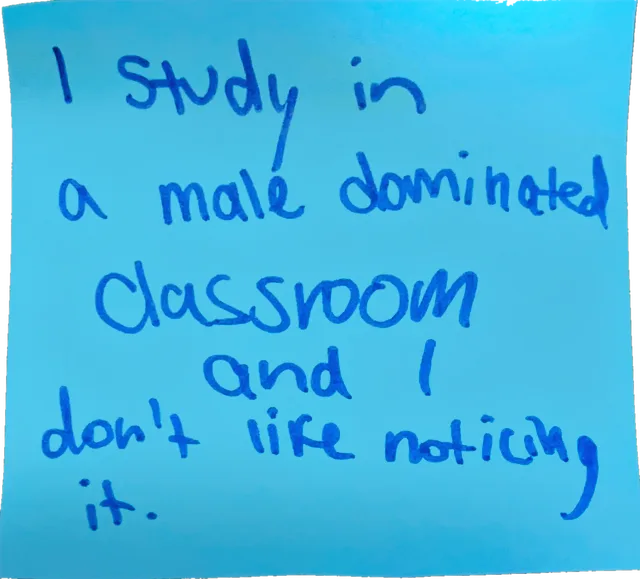 I study in
a male dominated
classroom
and I
don't like noticing
it.